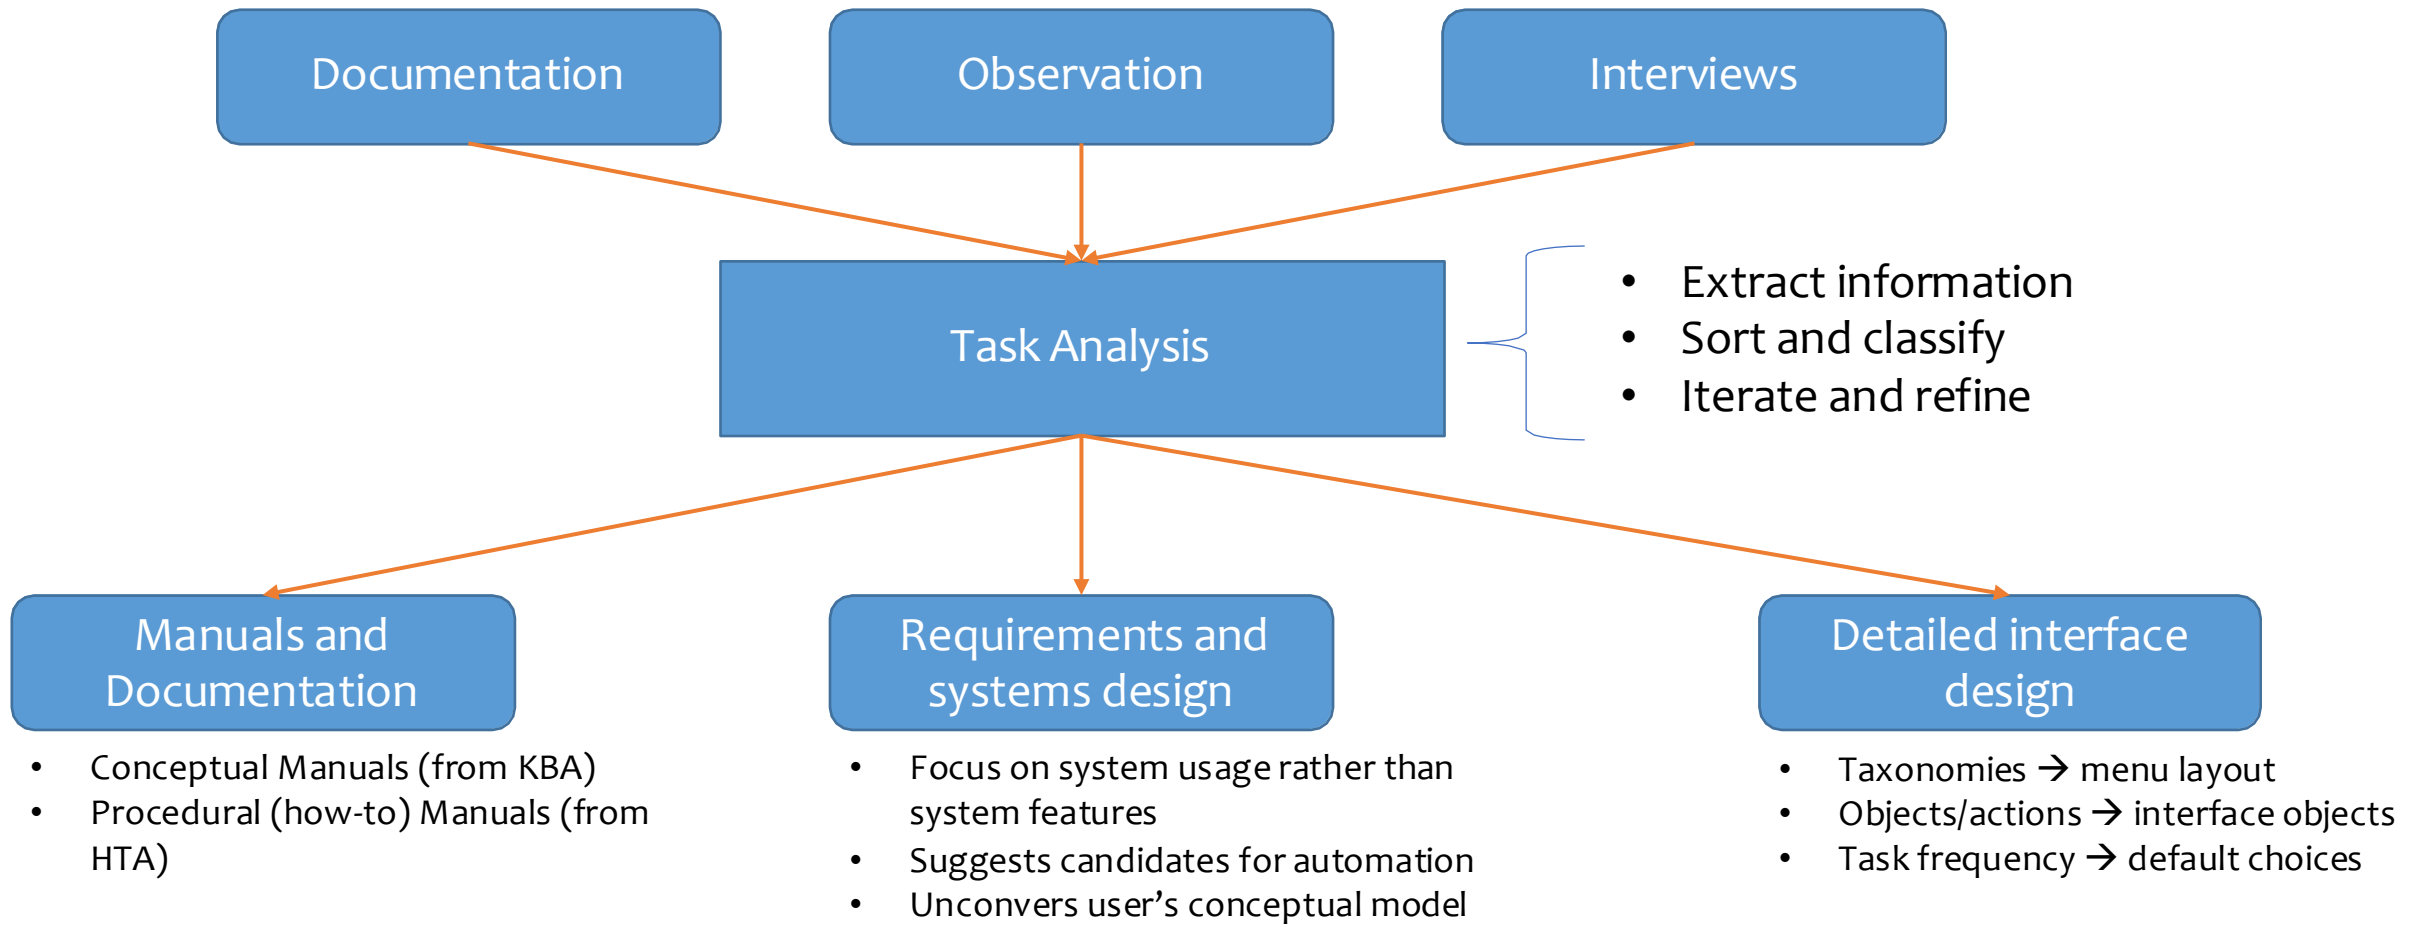 Documentation
Observation
Interviews
Task Analysis
• Extract information
• Sort and classify
• Iterate and refine
Manuals and
Documentation
• Conceptual Manuals (from KBA)
• Procedural (how-to) Manuals (from
HTA)
Requirements and
systems design
• Focus on system usage rather than
system features
• Suggests candidates for automation
• Unconvers user’s conceptual model
Detailed interface
design
• Taxonomies → menu layout
• Objects/actions → interface objects
• Task frequency → default choices